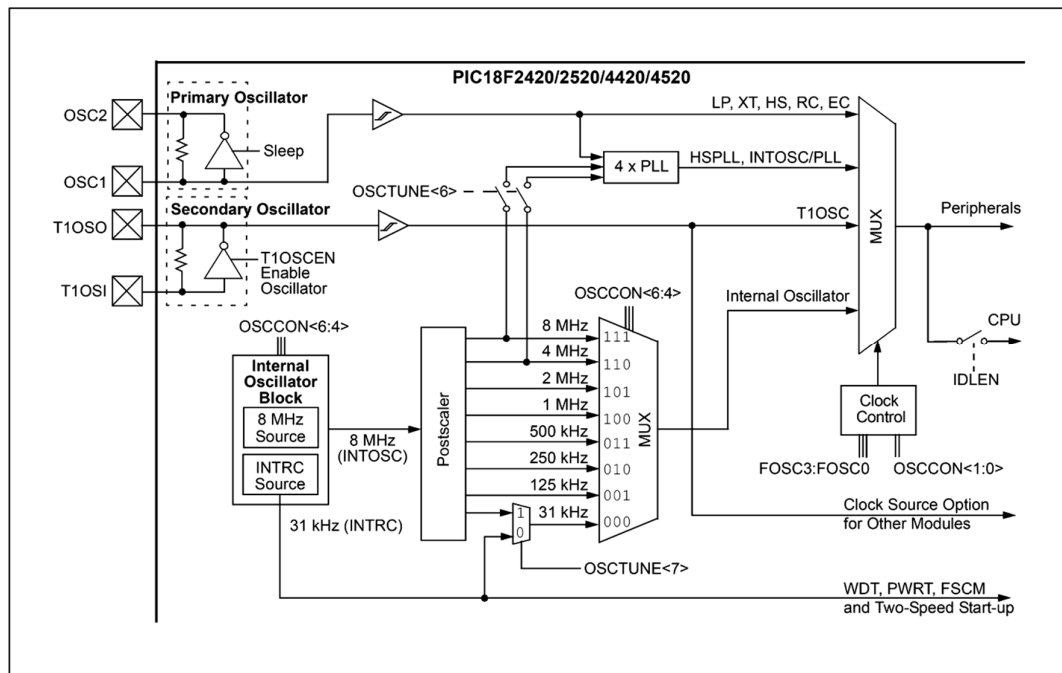 PIC18F2420/2520/4420/4520
Primary Oscillator
OSC2
Sleep
OSC1
LP, XT, HS, RC, EC
4 x PLL
HSPLL, INTOSC/PLL
OSCTUNE<6>
Secondary Oscillator
T1OSO
T1OSC
T1OSCEN
Enable
Oscillator
T1OSI
MUX
Peripherals
Internal Oscillator
CPU
IDLEN
OSCCON<6:4>
OSCCON<6:4>
Internal
Oscillator
Block
8 MHz
Source
INTRC
Source
8 MHz
(INTOSC)
31 kHz (INTRC)
Postscaler
8 MHz 111
4 MHz 110
2 MHz 101
1 MHz 100
500 kHz 011
250 kHz 010
125 kHz 001
31 kHz 000
1
0
MUX
OSCTUNE<7>
Clock
Control
FOSC3:FOSC0 OSCCON<1:0>
Clock Source Option
for Other Modules
WDT, PWRT, FSCM
and Two-Speed Start-up